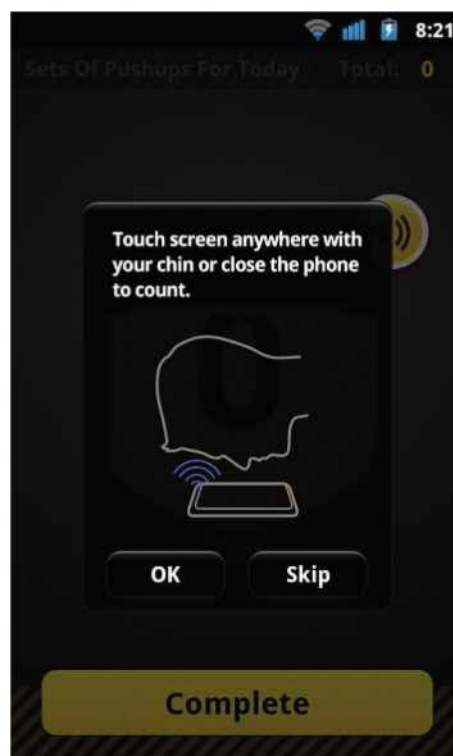 8:21
Sets Of Pushups For Today Total: 0
Touch screen anywhere with
your chin or close the phone
to count.
0
OK Skip
Complete